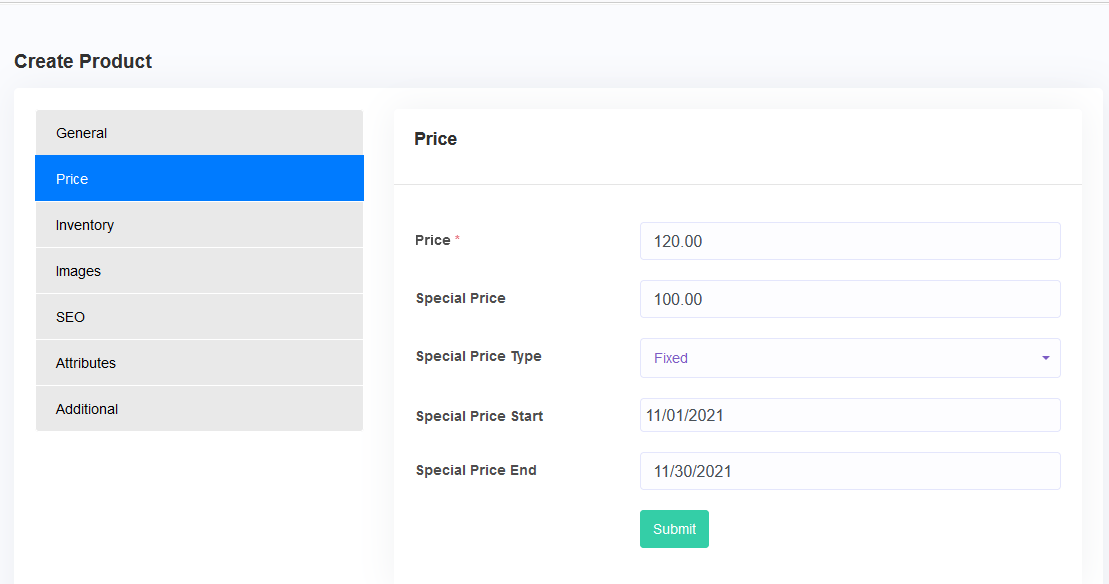 Create Product
General
Price
Inventory
Images
SEO
Attributes
Additional
Price
Price * 120.00
Special Price 100.00
Special Price Type Fixed
Special Price Start 11/01/2021
Special Price End 11/30/2021
Submit